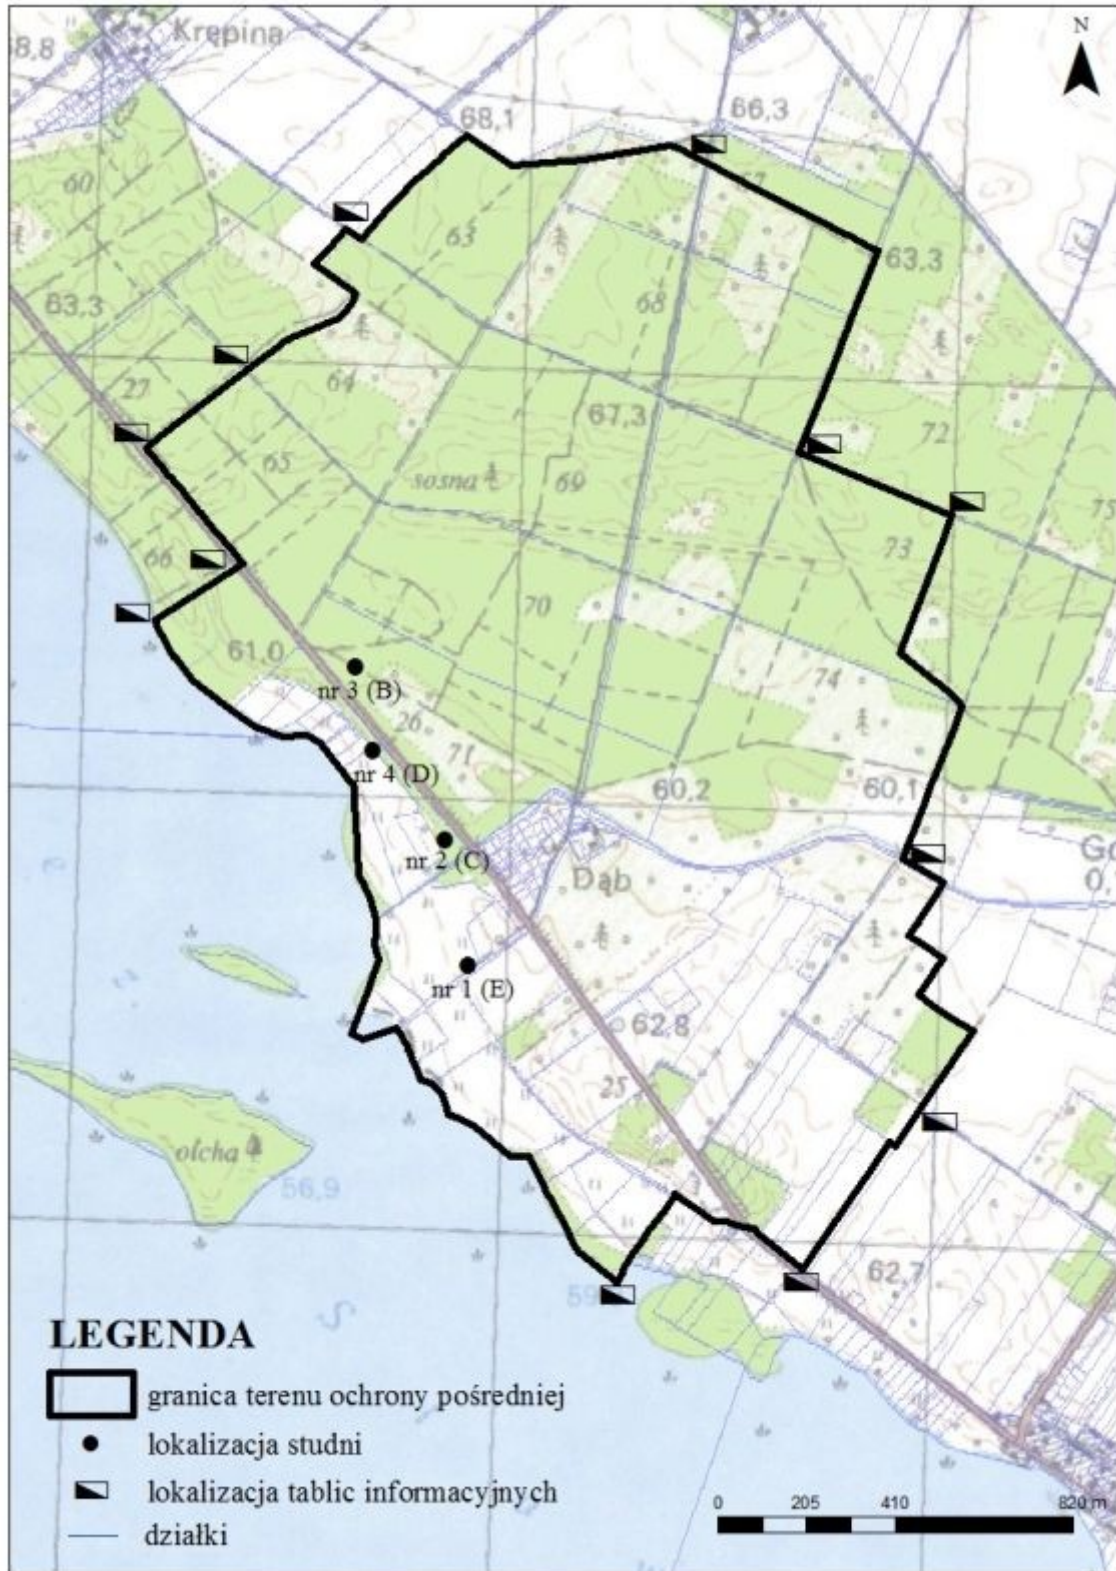 Krępina
N
68,8
66,3
68,1
57
60
63
63,3
68
63,3
27
64
67,3
72
65
sosna
69
66
73
70
61,0
nr 3 (B)
74
26
nr 4 (D)
71
60,2
60,1
nr 2 (C)
Dąb
0,
nr 1 (E)
62,8
25
olcha
56,9
62,7
S
LEGENDA
granica terenu ochrony pośredniej
lokalizacja studni
lokalizacja tablic informacyjnych
działki
0 205 410 820 m